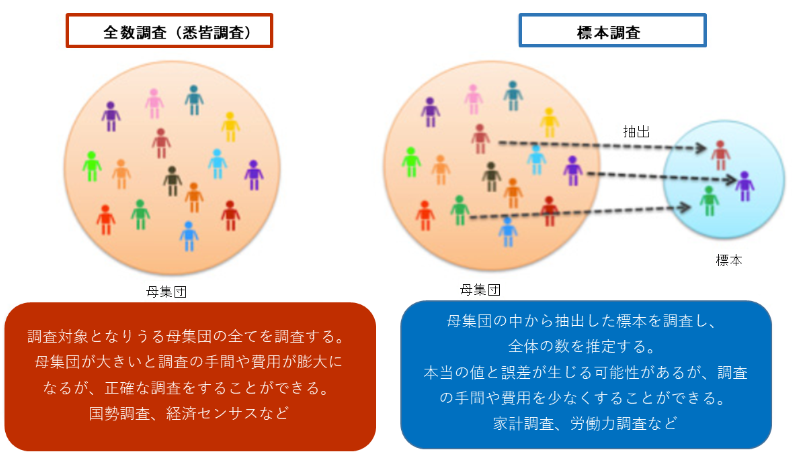 全数調査（悉皆調査）
標本調査
抽出
標本
母集団
母集団
調査対象となりうる母集団の全てを調査する。
母集団が大きいと調査の手間や費用が膨大に
なるが、正確な調査をすることができる。
国勢調査、経済センサスなど
母集団の中から抽出した標本を調査し、
全体の数を推定する。
本当の値と誤差が生じる可能性があるが、調査
の手間や費用を少なくすることができる。
家計調査、労働力調査など